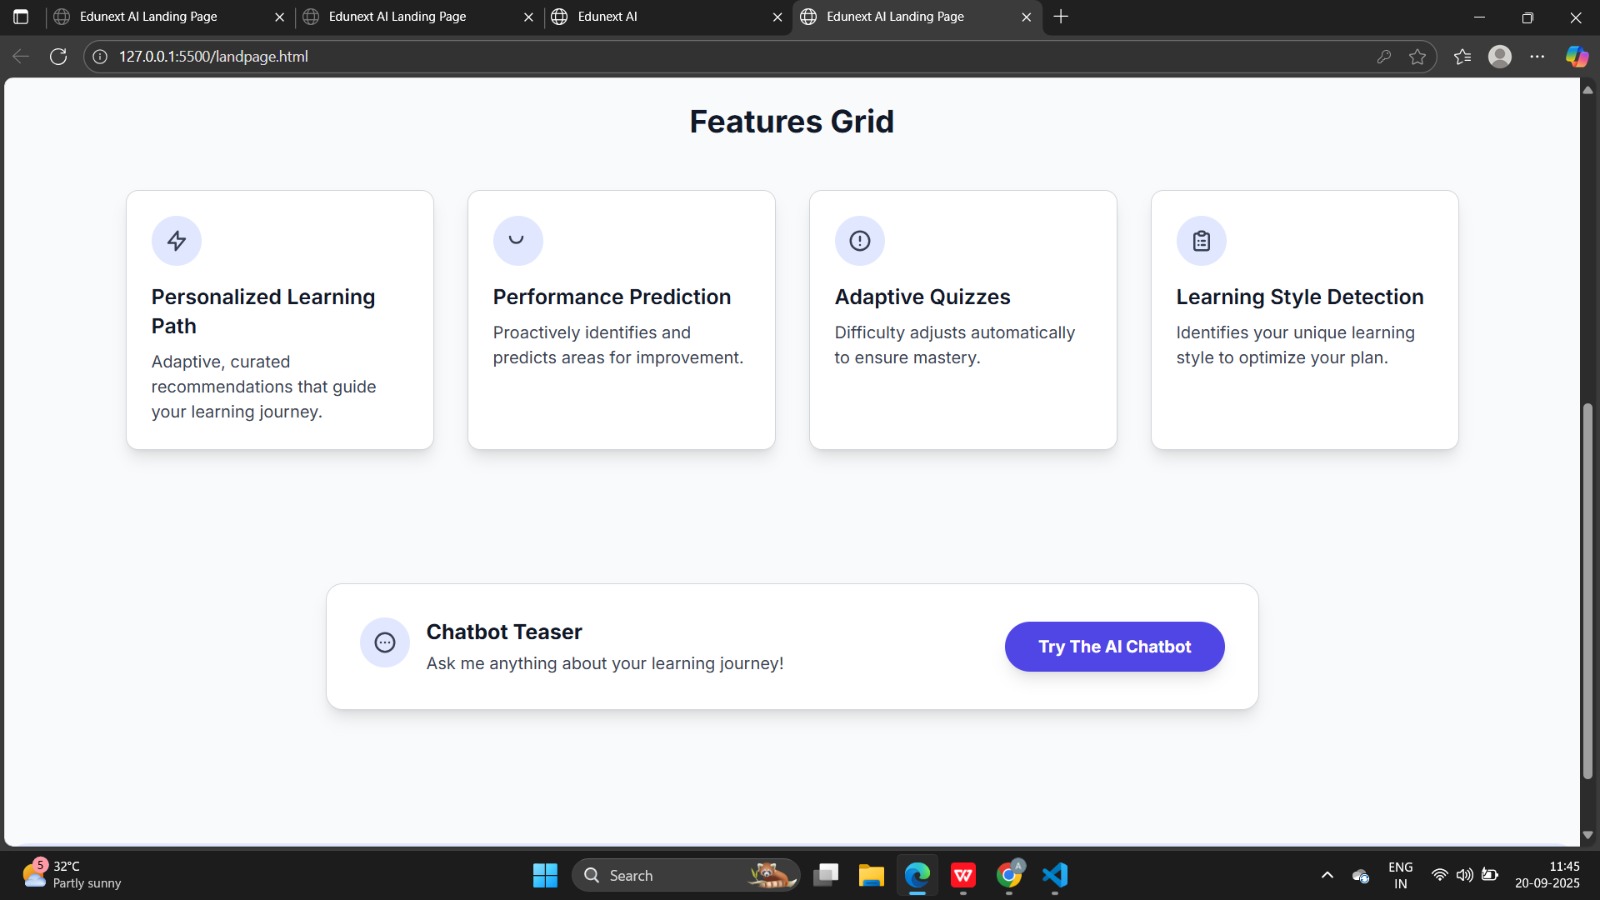 Edunext AI Landing Page
Edunext AI Landing Page
Edunext AI
Edunext AI Landing Page
127.0.0.1:5500/landpage.html
Features Grid
Personalized Learning
Path
Adaptive, curated
recommendations that guide
your learning journey.
Performance Prediction
Proactively identifies and
predicts areas for improvement.
Adaptive Quizzes
Difficulty adjusts automatically
to ensure mastery.
Learning Style Detection
Identifies your unique learning
style to optimize your plan.
Chatbot Teaser
Ask me anything about your learning journey!
Try The AI Chatbot
5
32°C
Partly sunny
Search
A
ENG
IN
11:45
20-09-2025